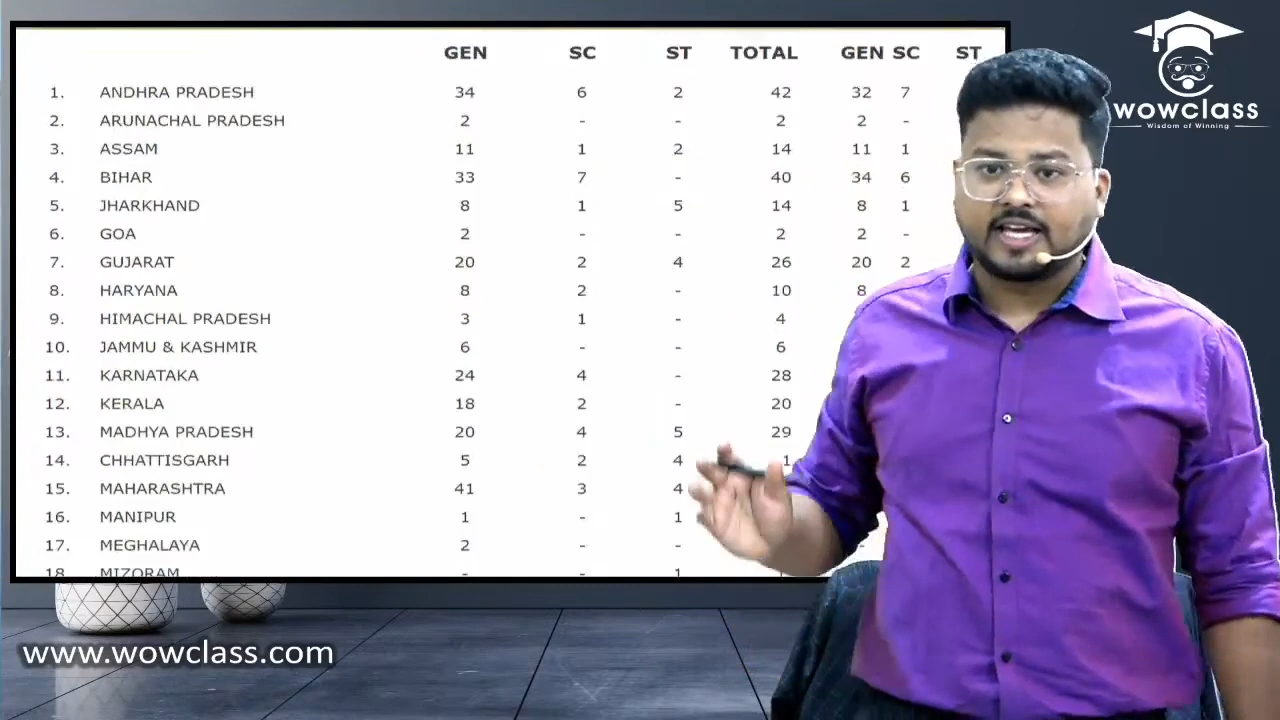 GEN SC ST TOTAL GEN SC ST
1. ANDHRA PRADESH 34 6 2 42 32 7
2. ARUNACHAL PRADESH 2 - - 2 2 -
3. ASSAM 11 1 2 14 11 1
4. BIHAR 33 7 - 40 34 6
5. JHARKHAND 8 1 5 14 8 1
6. GOA 2 - - 2 2 -
7. GUJARAT 20 2 4 26 20 2
8. HARYANA 8 2 - 10 8
9. HIMACHAL PRADESH 3 1 - 4
10. JAMMU & KASHMIR 6 - - 6
11. KARNATAKA 24 4 - 28
12. KERALA 18 2 - 20
13. MADHYA PRADESH 20 4 5 29
14. CHHATTISGARH 5 2 4
15. MAHARASHTRA 41 3 4
16. MANIPUR 1 - 1
17. MEGHALAYA 2 - -
18. MIZORAM - - 1
wowclass
Wisdom of Winning
www.wowclass.com